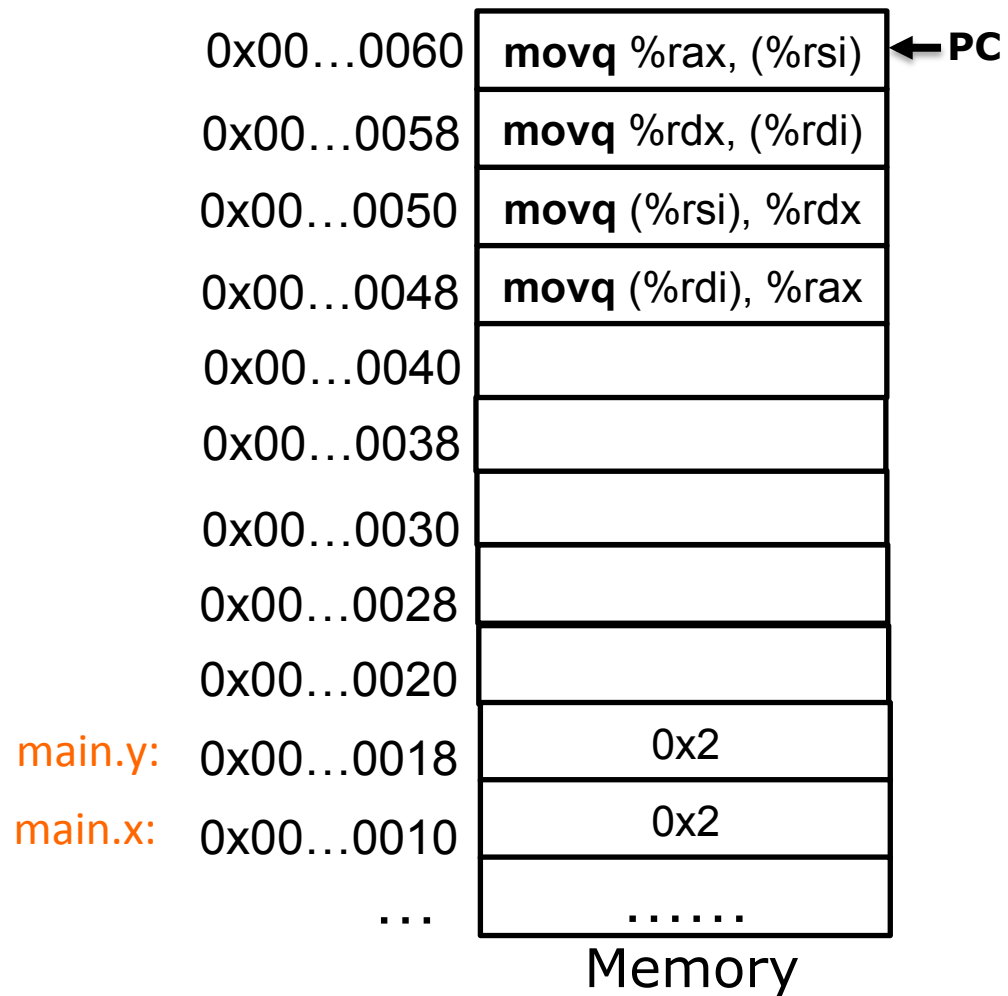 0x00…0060 movq %rax, (%rsi) PC
0x00…0058 movq %rdx, (%rdi)
0x00…0050 movq (%rsi), %rdx
0x00…0048 movq (%rdi), %rax
0x00…0040
0x00…0038
0x00…0030
0x00…0028
0x00…0020
main.y: 0x00…0018 0x2
main.x: 0x00…0010 0x2
… ……
Memory